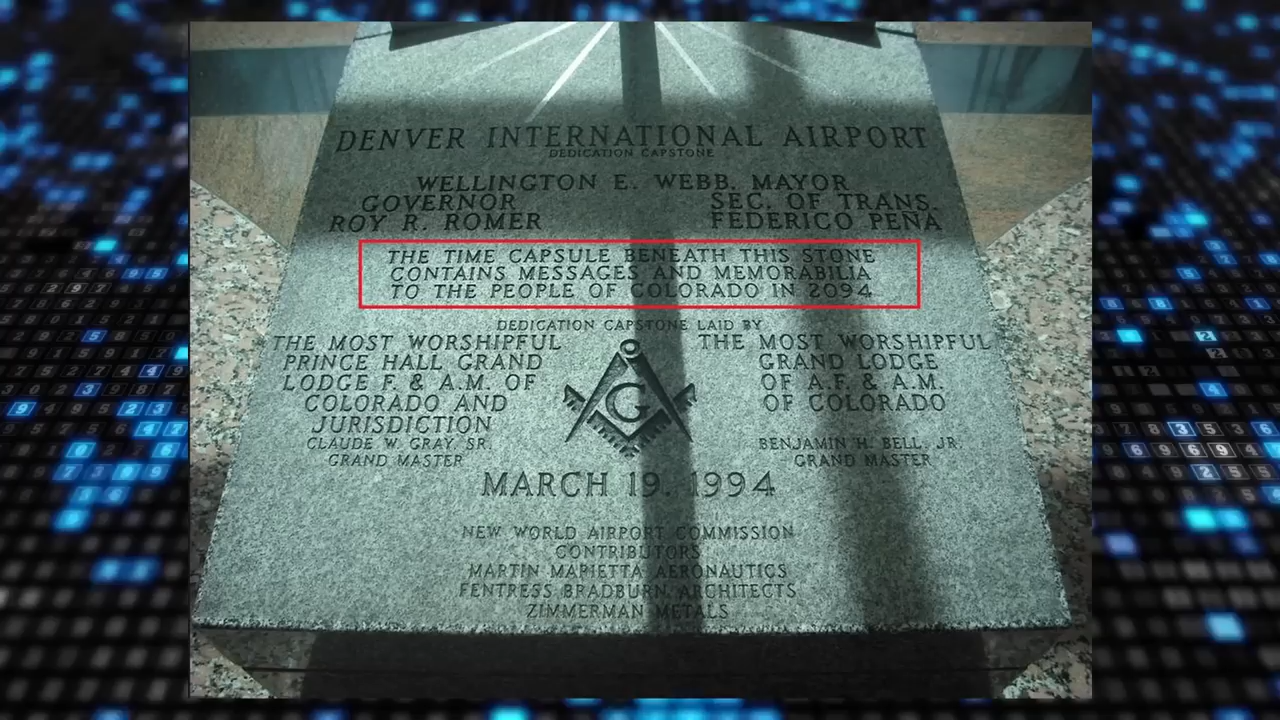 DENVER INTERNATIONAL AIRPORT
DEDICATION CAPSTONE
WELLINGTON E. WEBB, MAYOR
GOVERNOR
ROY R. ROMER
SEC. OF TRANS.
FEDERICO PEÑA
THE TIME CAPSULE BENEATH THIS STONE
CONTAINS MESSAGES AND MEMORABILIA
TO THE PEOPLE OF COLORADO IN 2094
DEDICATION CAPSTONE LAID BY
THE MOST WORSHIPFUL
PRINCE HALL GRAND
LODGE F. & A.M. OF
COLORADO AND
JURISDICTION
CLAUDE W. GRAY SR.
GRAND MASTER
G
THE MOST WORSHIPFUL
GRAND LODGE
OF A.F. & A.M.
OF COLORADO
BENJAMIN H. BELL, JR.
GRAND MASTER
MARCH 19, 1994
NEW WORLD AIRPORT COMMISSION
CONTRIBUTORS
MARTIN MARIETTA AERONAUTICS
FENTRESS BRADBURN ARCHITECTS
ZIMMERMAN METALS